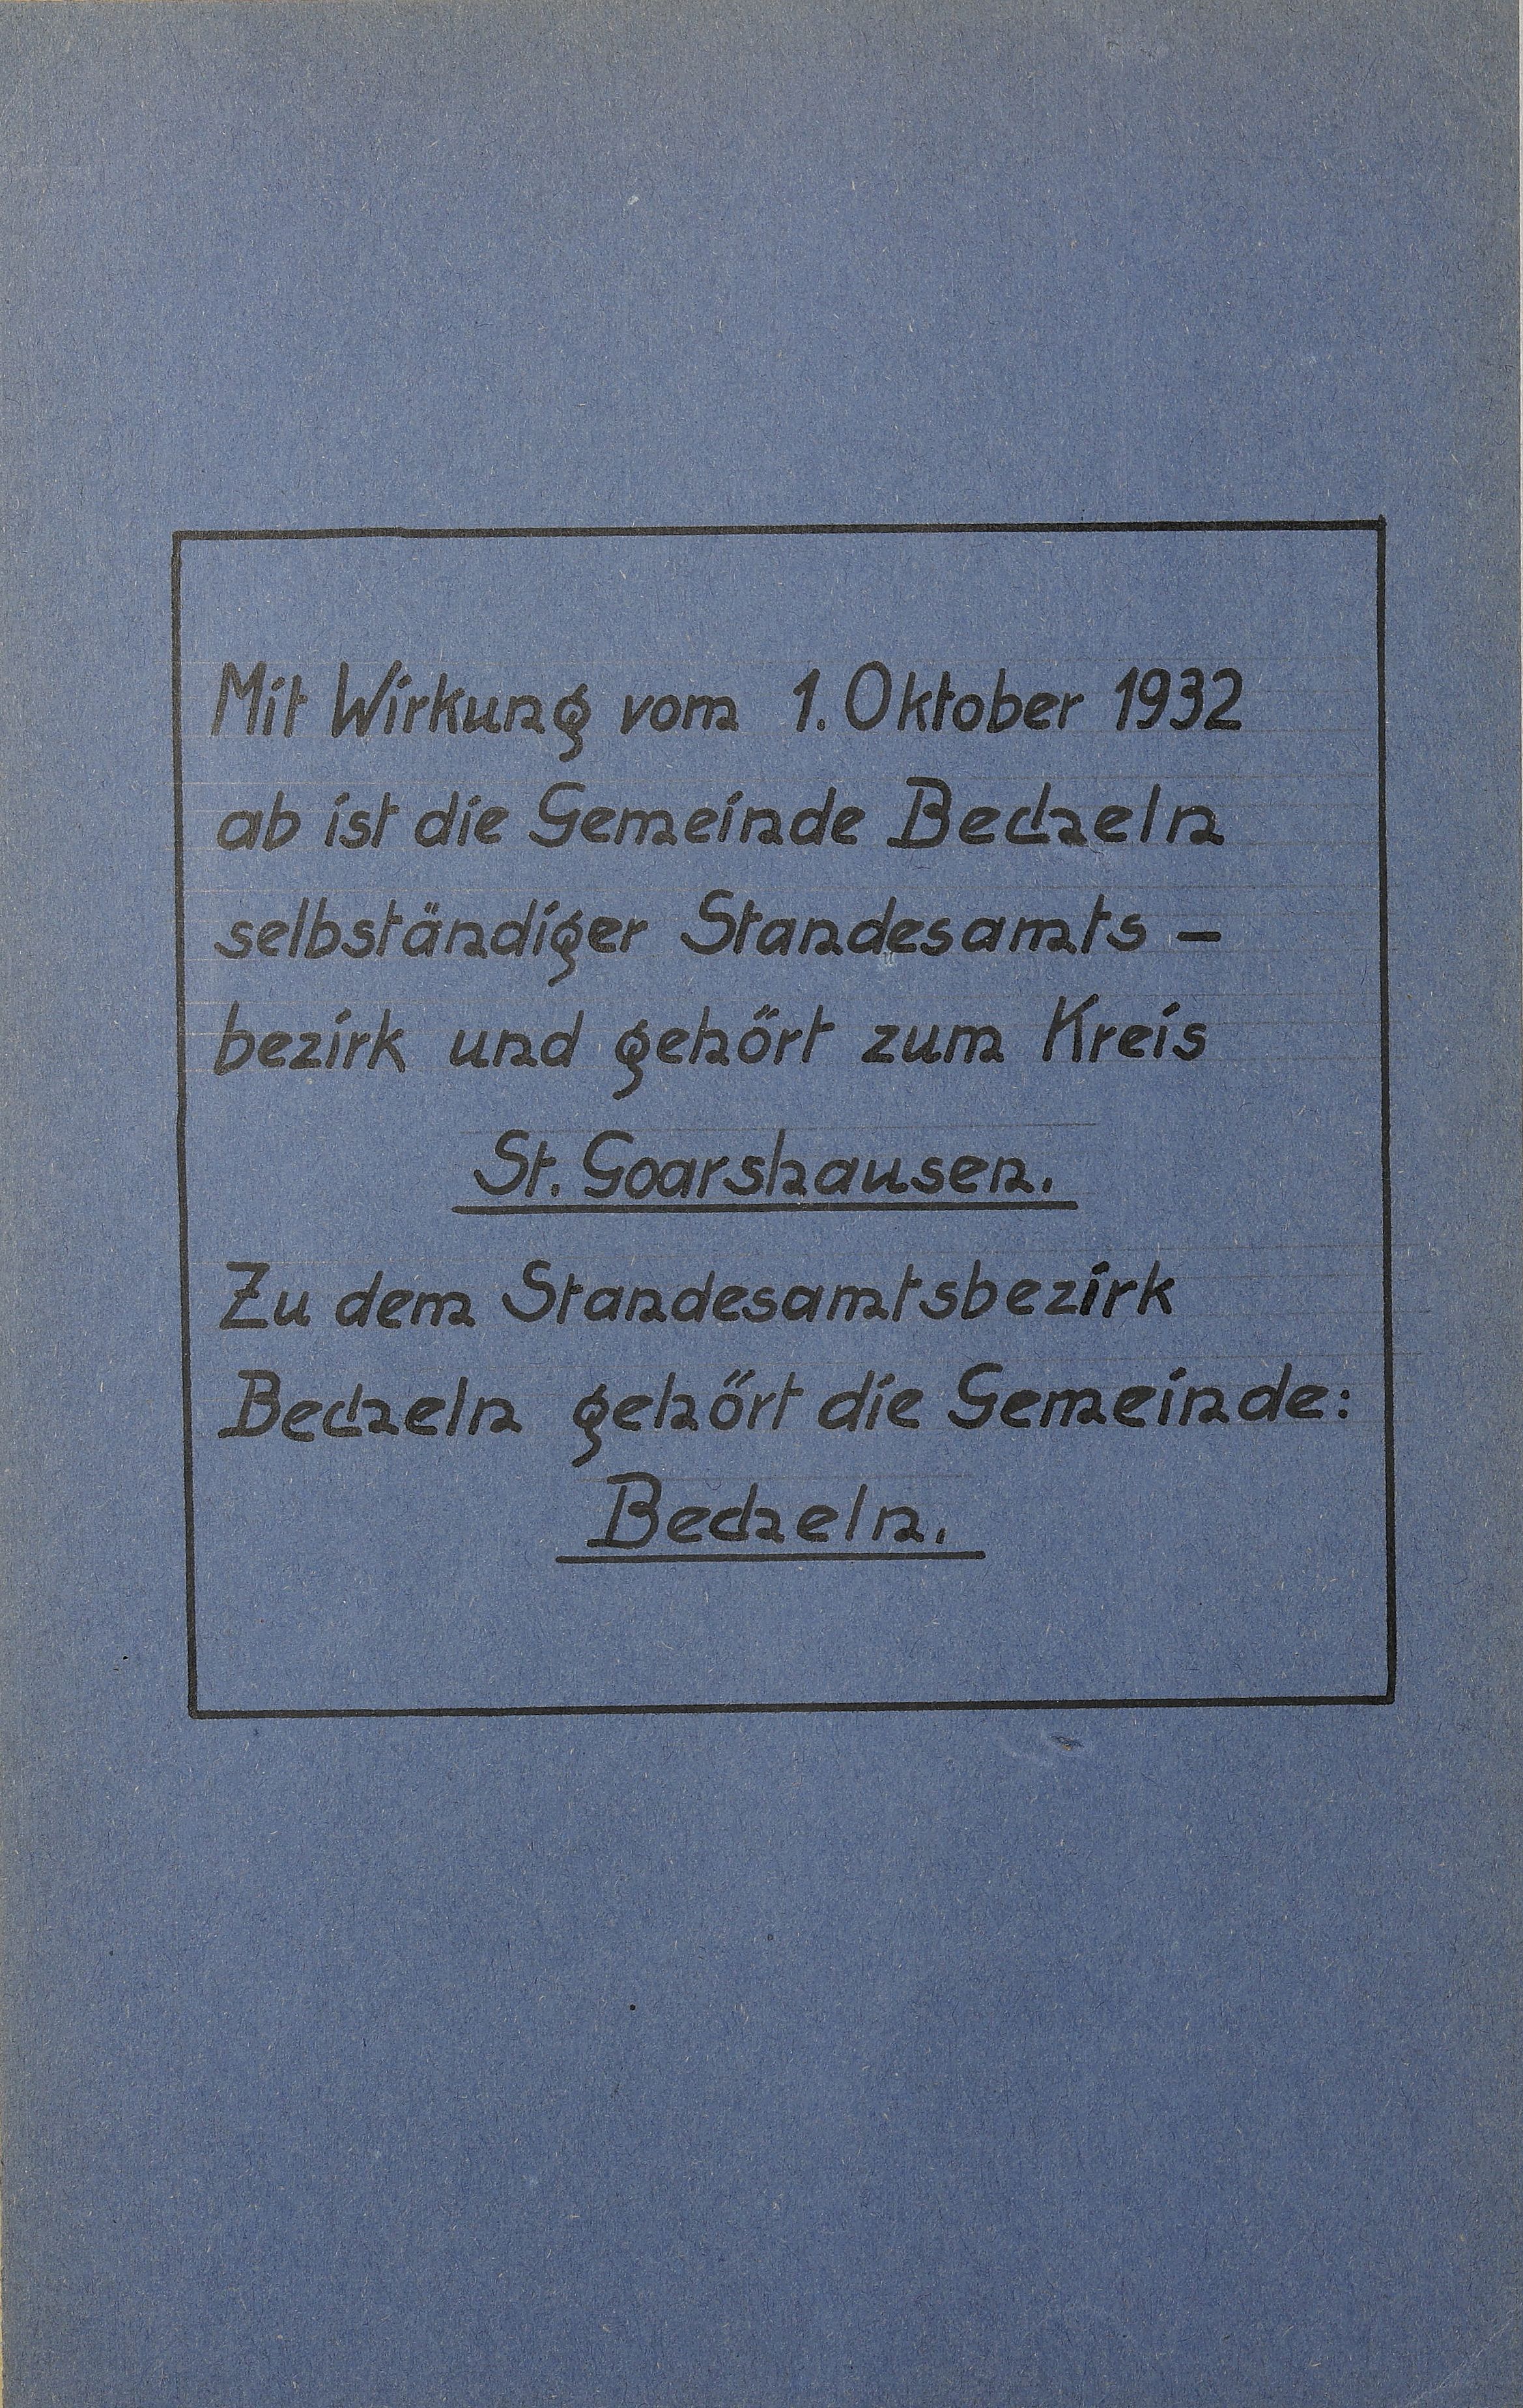 Mit Wirkung vom 1. Oktober 1932
ab ist die Gemeinde Becheln
selbständiger Standesamts -
bezirk und gehört zum Kreis
St. Goarshausen.
Zu dem Standesamtsbezirk
Becheln gehört die Gemeinde:
Becheln.